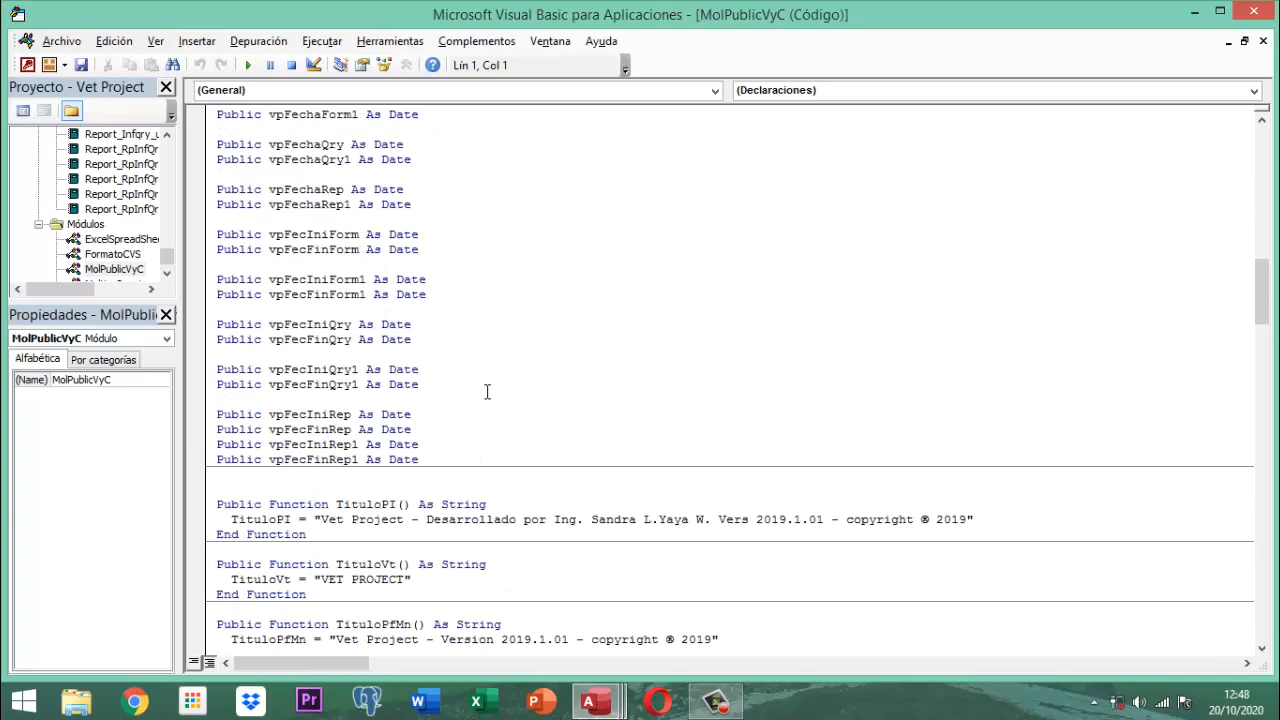 Microsoft Visual Basic para Aplicaciones - [MolPublicVyC (Código)]
Archivo Edición Ver Insertar Depuración Ejecutar Herramientas Complementos Ventana Ayuda
Lín 1, Col 1
Proyecto - Vet Project
Report_Infqry_u
Report_RpInfQr
Report_RpInfQr
Report_RpInfQr
Report_RpInfQr
Report_RpInfQr
Módulos
ExcelSpreadShe
FormatoCVS
MolPublicVyC
Propiedades - MolPubli
MolPublicVyC Módulo
Alfabética Por categorías
(Name) MolPublicVyC
(General) (Declaraciones)
Public vpFechaForm1 As Date
Public vpFechaQry As Date
Public vpFechaQry1 As Date
Public vpFechaRep As Date
Public vpFechaRep1 As Date
Public vpFecIniForm As Date
Public vpFecFinForm As Date
Public vpFecIniForm1 As Date
Public vpFecFinForm1 As Date
Public vpFecIniQry As Date
Public vpFecFinQry As Date
Public vpFecIniQry1 As Date
Public vpFecFinQry1 As Date
Public vpFecIniRep As Date
Public vpFecFinRep As Date
Public vpFecIniRep1 As Date
Public vpFecFinRep1 As Date
Public Function TituloPI() As String
TituloPI = "Vet Project - Desarrollado por Ing. Sandra L.Yaya W. Vers 2019.1.01 - copyright ® 2019"
End Function
Public Function TituloVt() As String
TituloVt = "VET PROJECT"
End Function
Public Function TituloPfMn() As String
TituloPfMn = "Vet Project - Version 2019.1.01 - copyright ® 2019"
12:48
20/10/2020